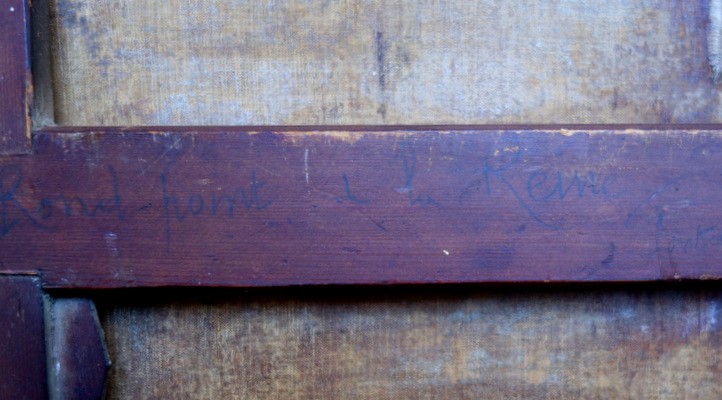 Rond-point de la Reine